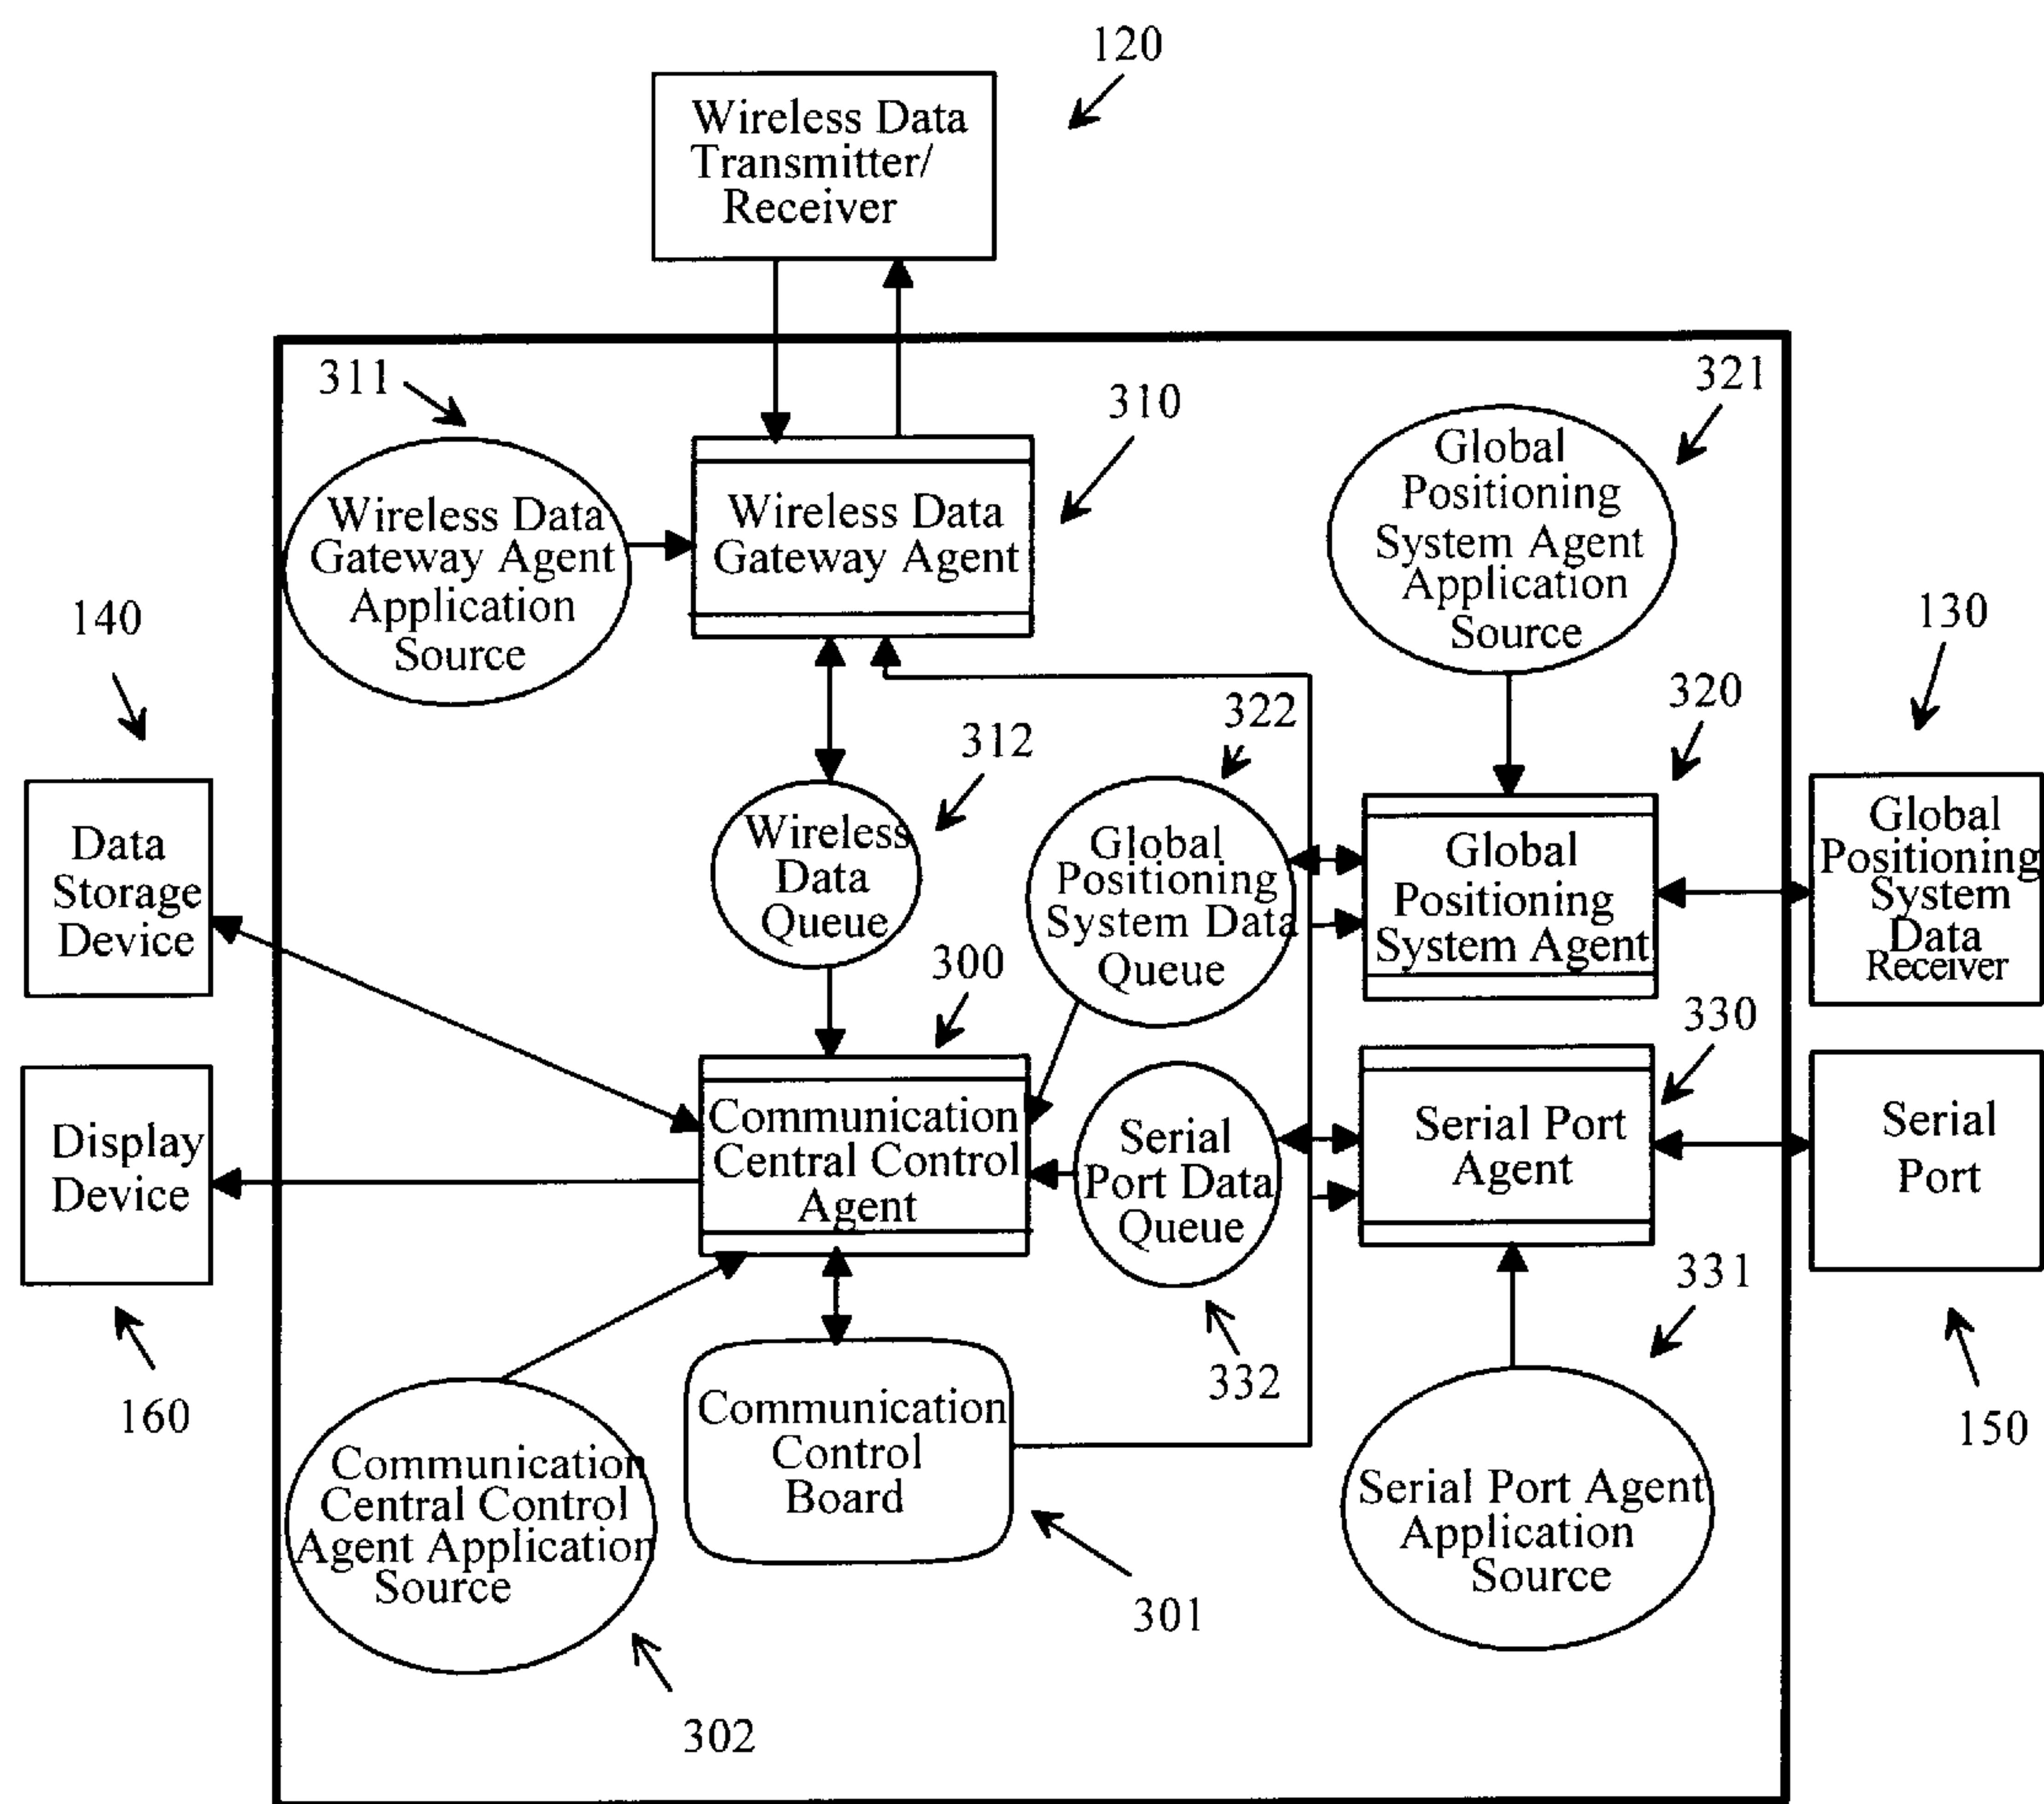 120
Wireless Data
Transmitter/
Receiver
311
310
321
Wireless Data
Gateway Agent
Application
Source
Wireless Data
Gateway Agent
Global
Positioning
System Agent
Application
Source
140
130
312
322
320
Data
Storage
Device
Wireless
Data
Queue
Global
Positioning
System Data
Queue
Global
Positioning
System Agent
Global
Positioning
System
Data
Receiver
300
330
Display
Device
Communication
Central Control
Agent
Serial
Port Data
Queue
Serial Port
Agent
Serial
Port
160
332
331
150
Communication
Central Control
Agent Application
Source
Communication
Control
Board
Serial Port Agent
Application
Source
301
302